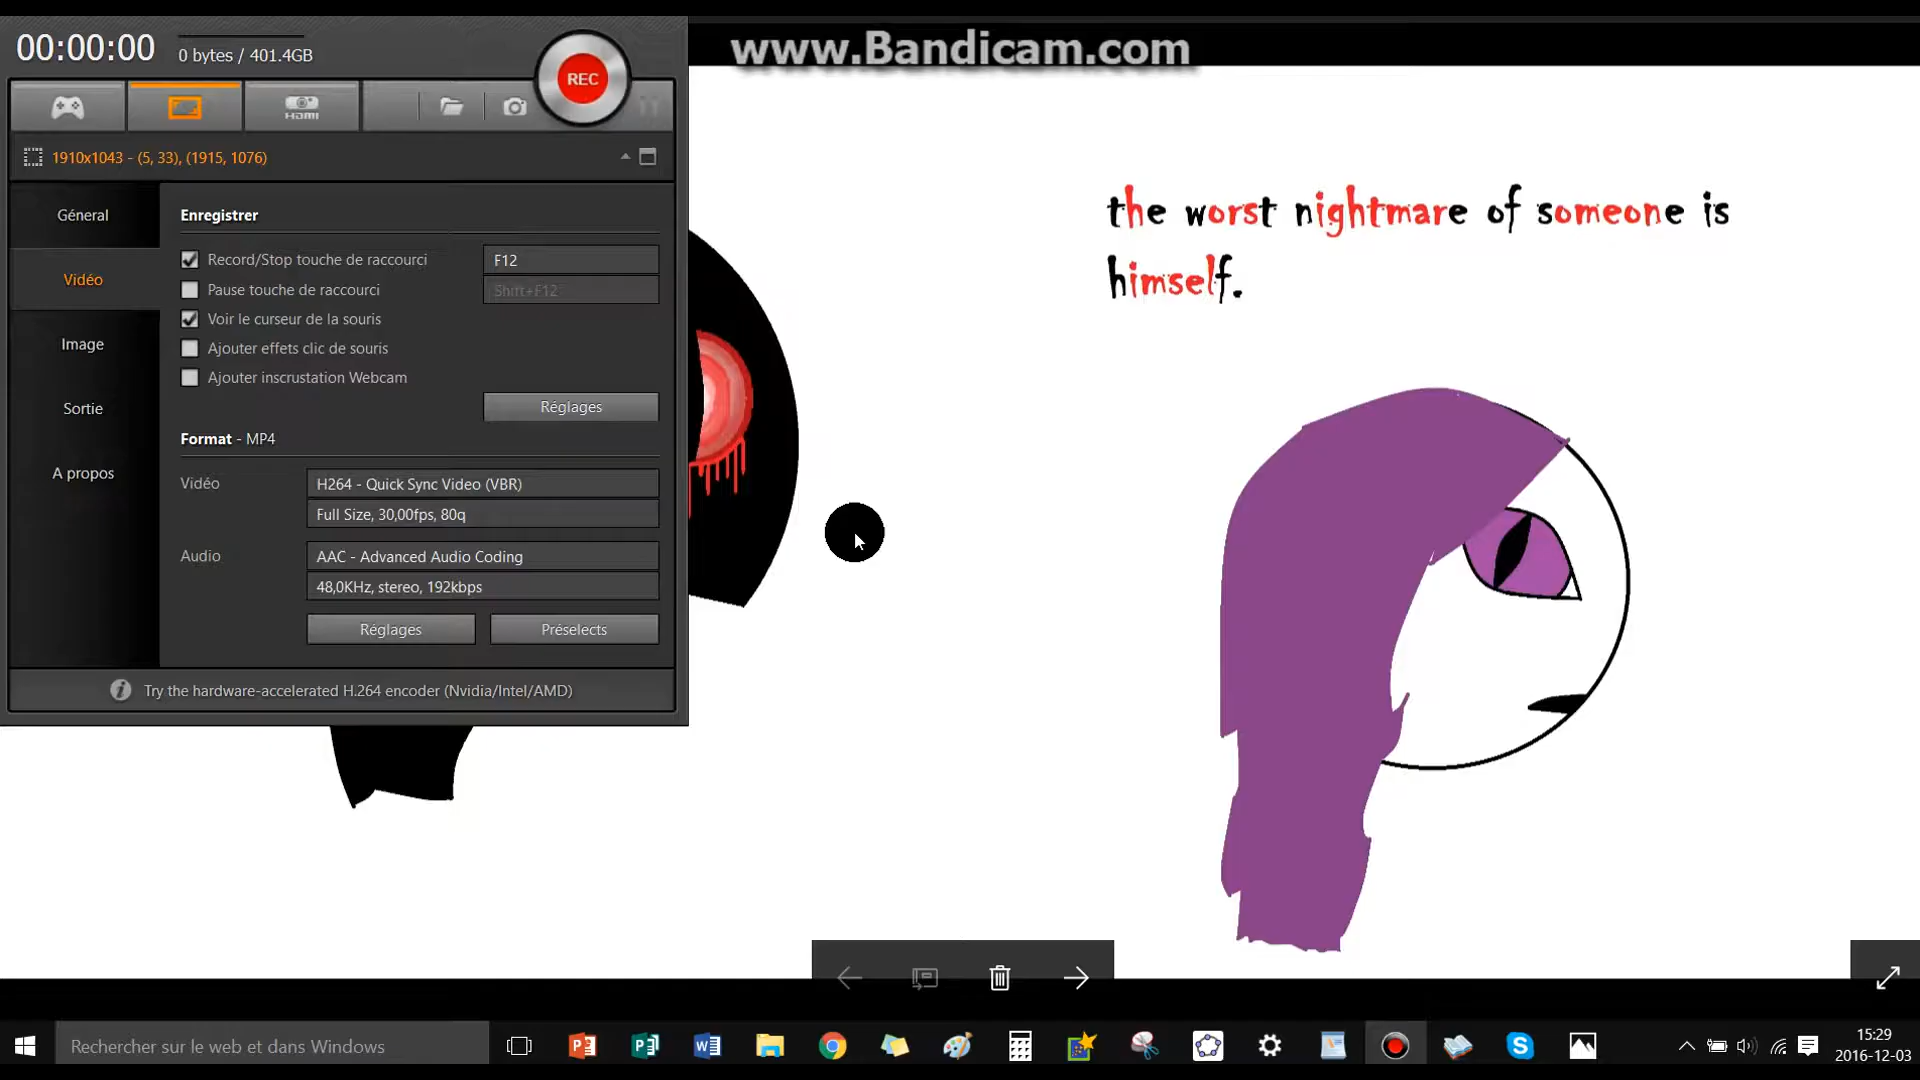 www.Bandicam.com
00:00:00
0 bytes / 401.4GB
REC
HDMI
1910x1043 - (5, 33), (1915, 1076)
Géneral
Vidéo
Image
Sortie
A propos
Enregistrer
Record/Stop touche de raccourci
F12
Pause touche de raccourci
Shift+F12
Voir le curseur de la souris
Ajouter effets clic de souris
Ajouter inscrustation Webcam
Réglages
Format - MP4
Vidéo
H264 - Quick Sync Video (VBR)
Full Size, 30,00fps, 80q
Audio
AAC - Advanced Audio Coding
48,0KHz, stereo, 192kbps
Réglages
Préselects
Try the hardware-accelerated H.264 encoder (Nvidia/Intel/AMD)
the worst nightmare of someone is
himself.
Rechercher sur le web et dans Windows
15:29
2016-12-03